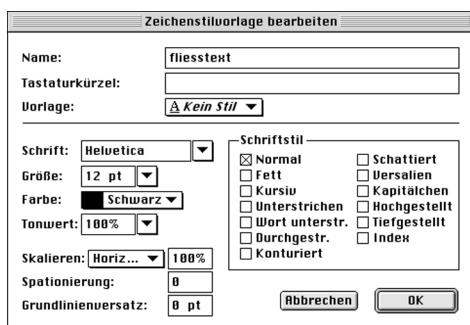 Zeichenstilvorlage bearbeiten
Name: fliesstext
Tastaturkürzel:
Vorlage: A Kein Stil
Schrift: Helvetica
Größe: 12 pt
Farbe: Schwarz
Tonwert: 100%
Skalieren: Horiz... 100%
Spationierung: 0
Grundlinienversatz: 0 pt
Schriftstil
Normal Schattiert
Fett Versalien
Kursiv Kapitälchen
Unterstrichen Hochgestellt
Wort unterstr. Tiefgestellt
Durchgestr. Index
Konturiert
Abbrechen OK